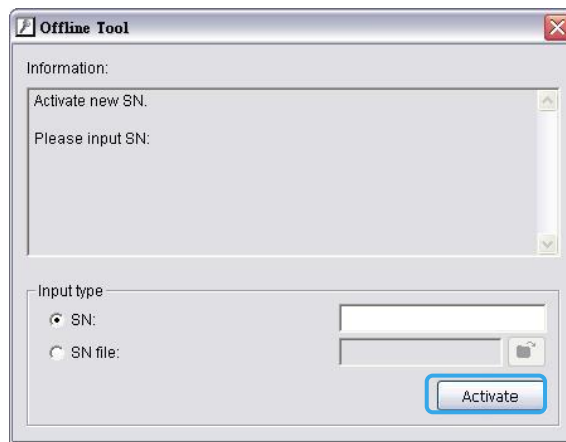 Offline Tool
Information:
Activate new SN.
Please input SN:
Input type
SN:
SN file:
Activate